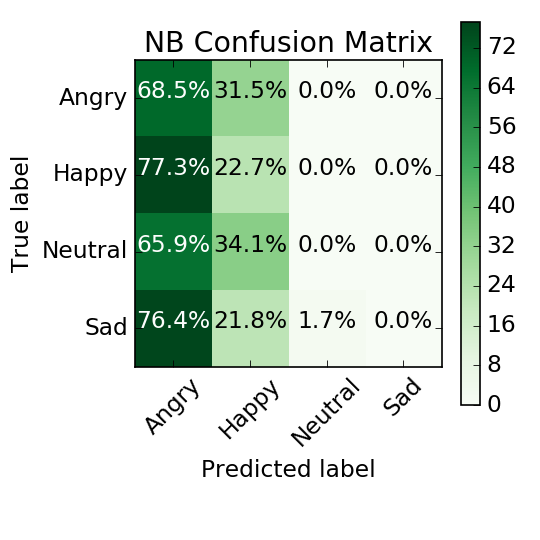 NB Confusion Matrix
True label
Angry 68.5% 31.5% 0.0% 0.0%
Happy 77.3% 22.7% 0.0% 0.0%
Neutral 65.9% 34.1% 0.0% 0.0%
Sad 76.4% 21.8% 1.7% 0.0%
Angry Happy Neutral Sad
Predicted label
72
64
56
48
40
32
24
16
8
0